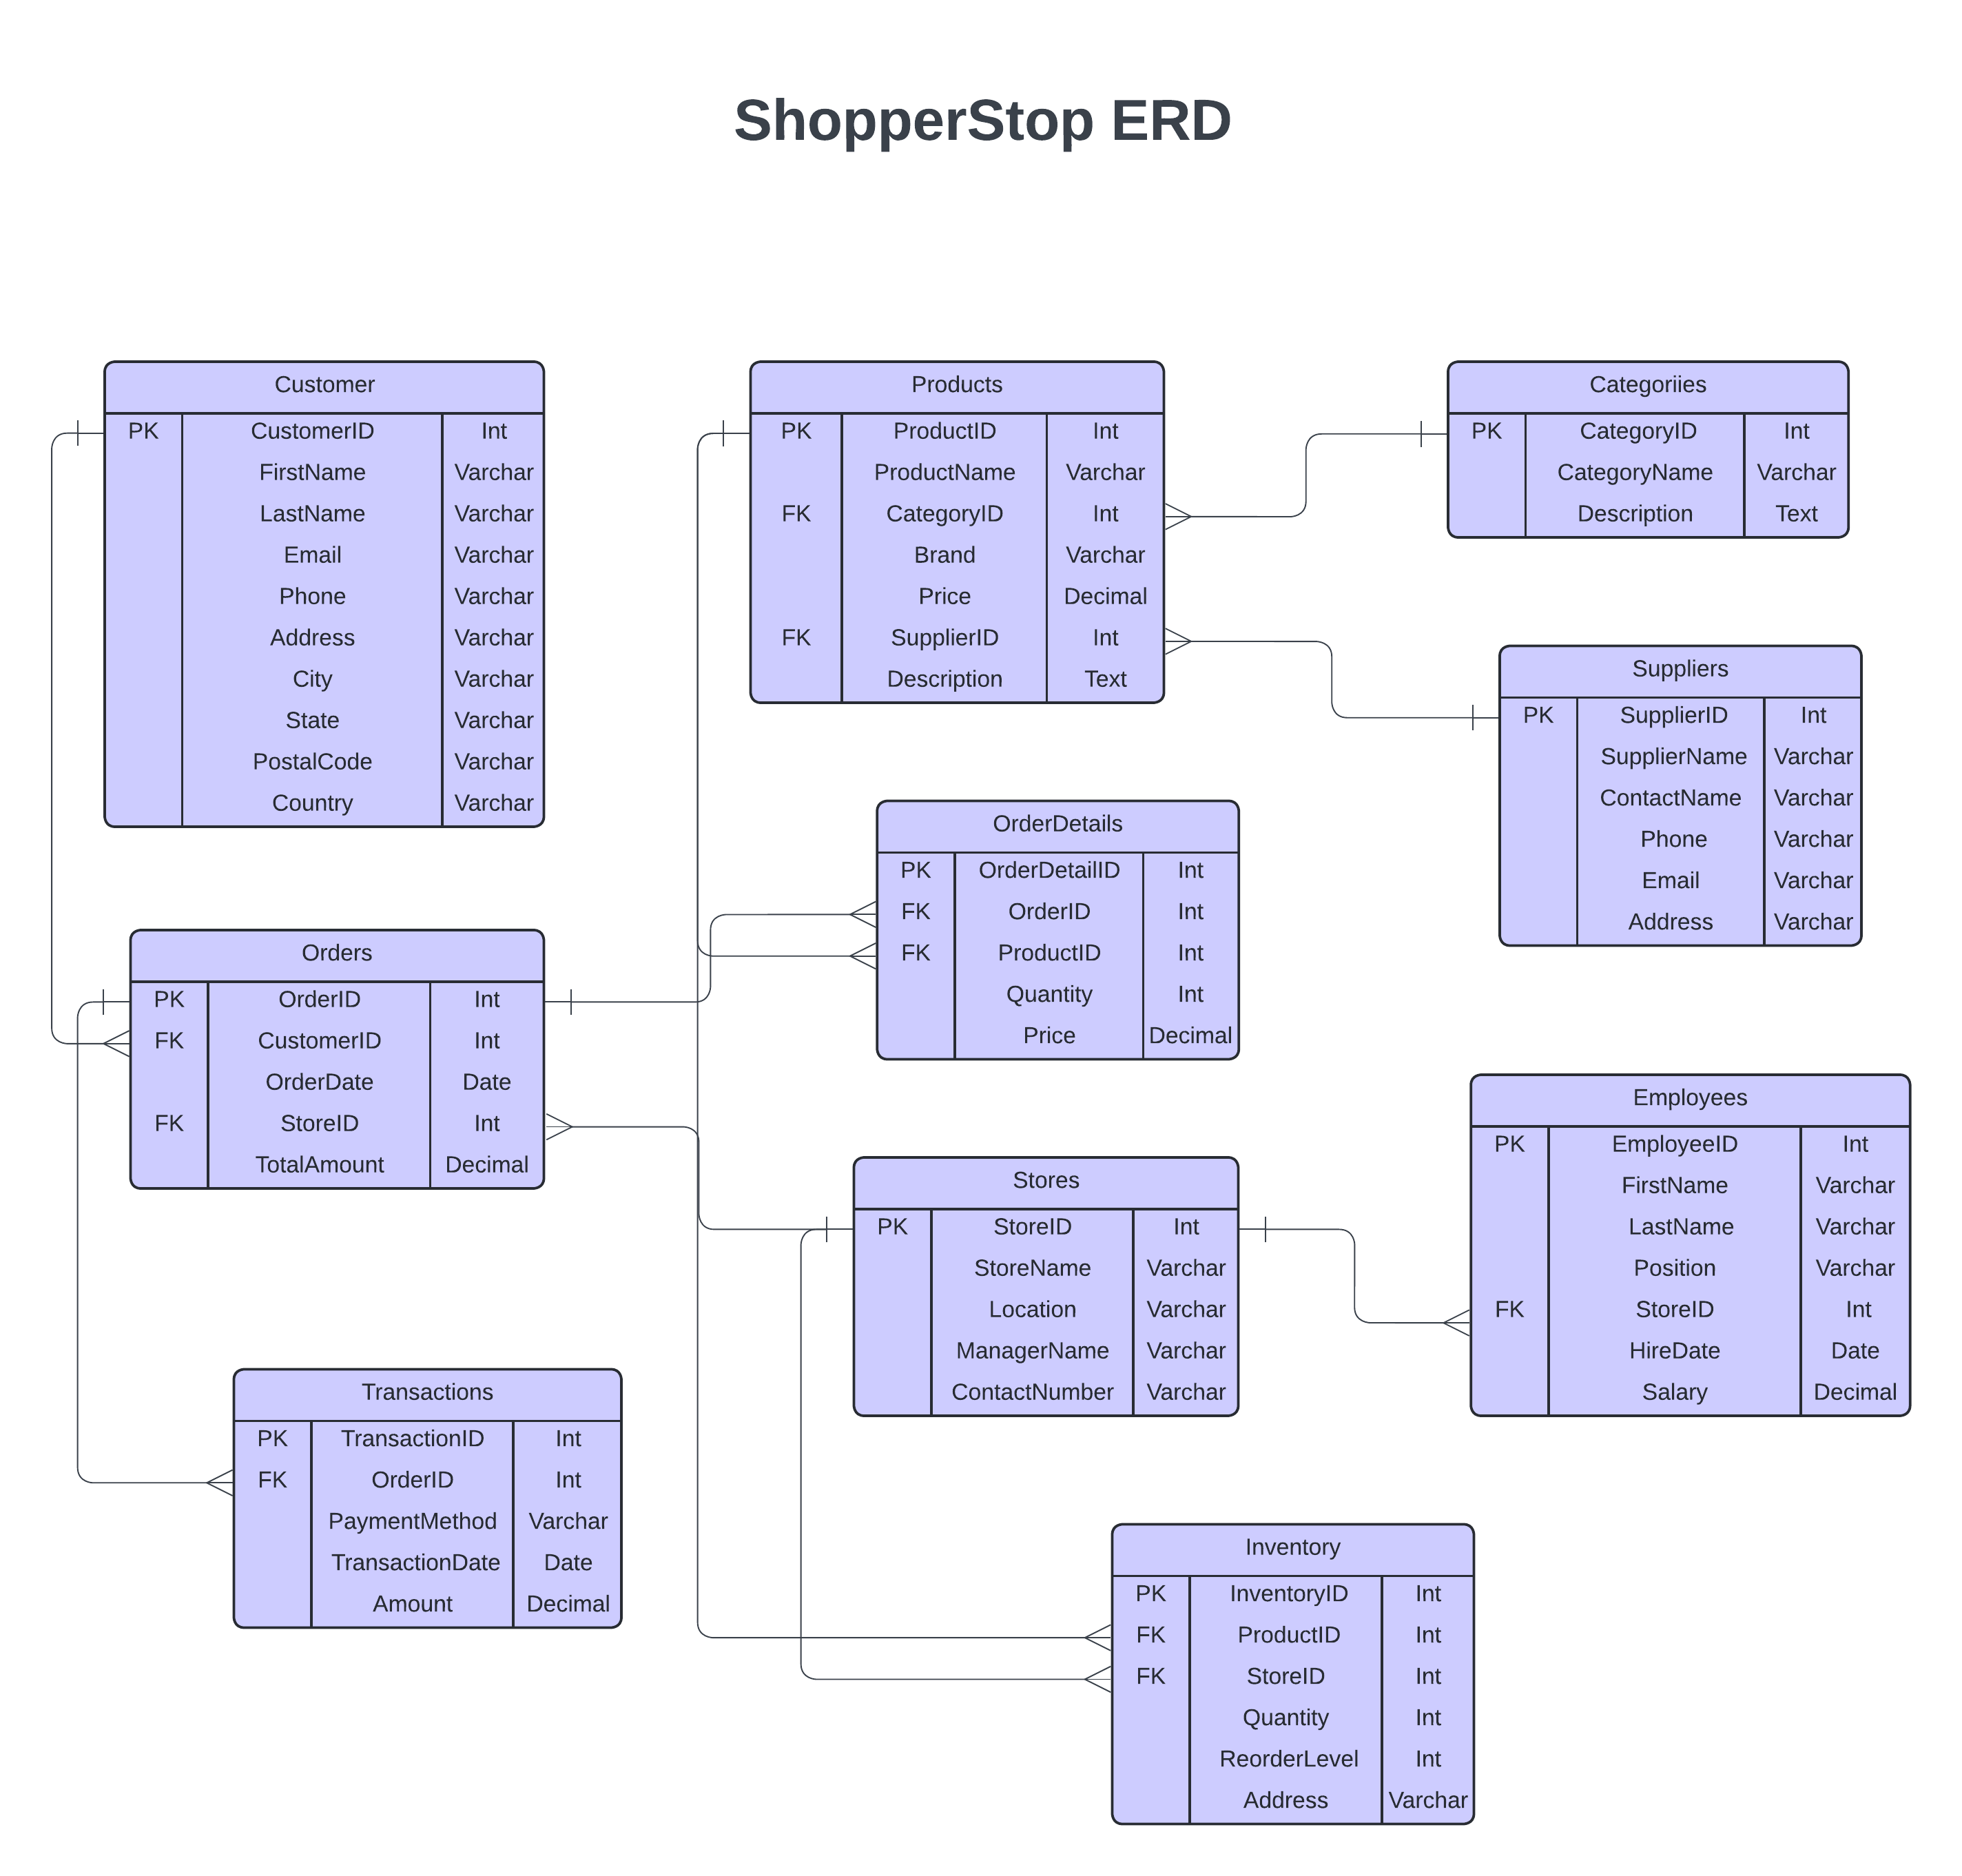 ShopperStop ERD
Customer
PK CustomerID Int
FirstName Varchar
LastName Varchar
Email Varchar
Phone Varchar
Address Varchar
City Varchar
State Varchar
PostalCode Varchar
Country Varchar
Products
PK ProductID Int
ProductName Varchar
FK CategoryID Int
Brand Varchar
Price Decimal
FK SupplierID Int
Description Text
Categoriies
PK CategoryID Int
CategoryName Varchar
Description Text
Suppliers
PK SupplierID Int
SupplierName Varchar
ContactName Varchar
Phone Varchar
Email Varchar
Address Varchar
OrderDetails
PK OrderDetailID Int
FK OrderID Int
FK ProductID Int
Quantity Int
Price Decimal
Orders
PK OrderID Int
FK CustomerID Int
OrderDate Date
FK StoreID Int
TotalAmount Decimal
Stores
PK StoreID Int
StoreName Varchar
Location Varchar
ManagerName Varchar
ContactNumber Varchar
Employees
PK EmployeeID Int
FirstName Varchar
LastName Varchar
Position Varchar
FK StoreID Int
HireDate Date
Salary Decimal
Transactions
PK TransactionID Int
FK OrderID Int
PaymentMethod Varchar
TransactionDate Date
Amount Decimal
Inventory
PK InventoryID Int
FK ProductID Int
FK StoreID Int
Quantity Int
ReorderLevel Int
Address Varchar